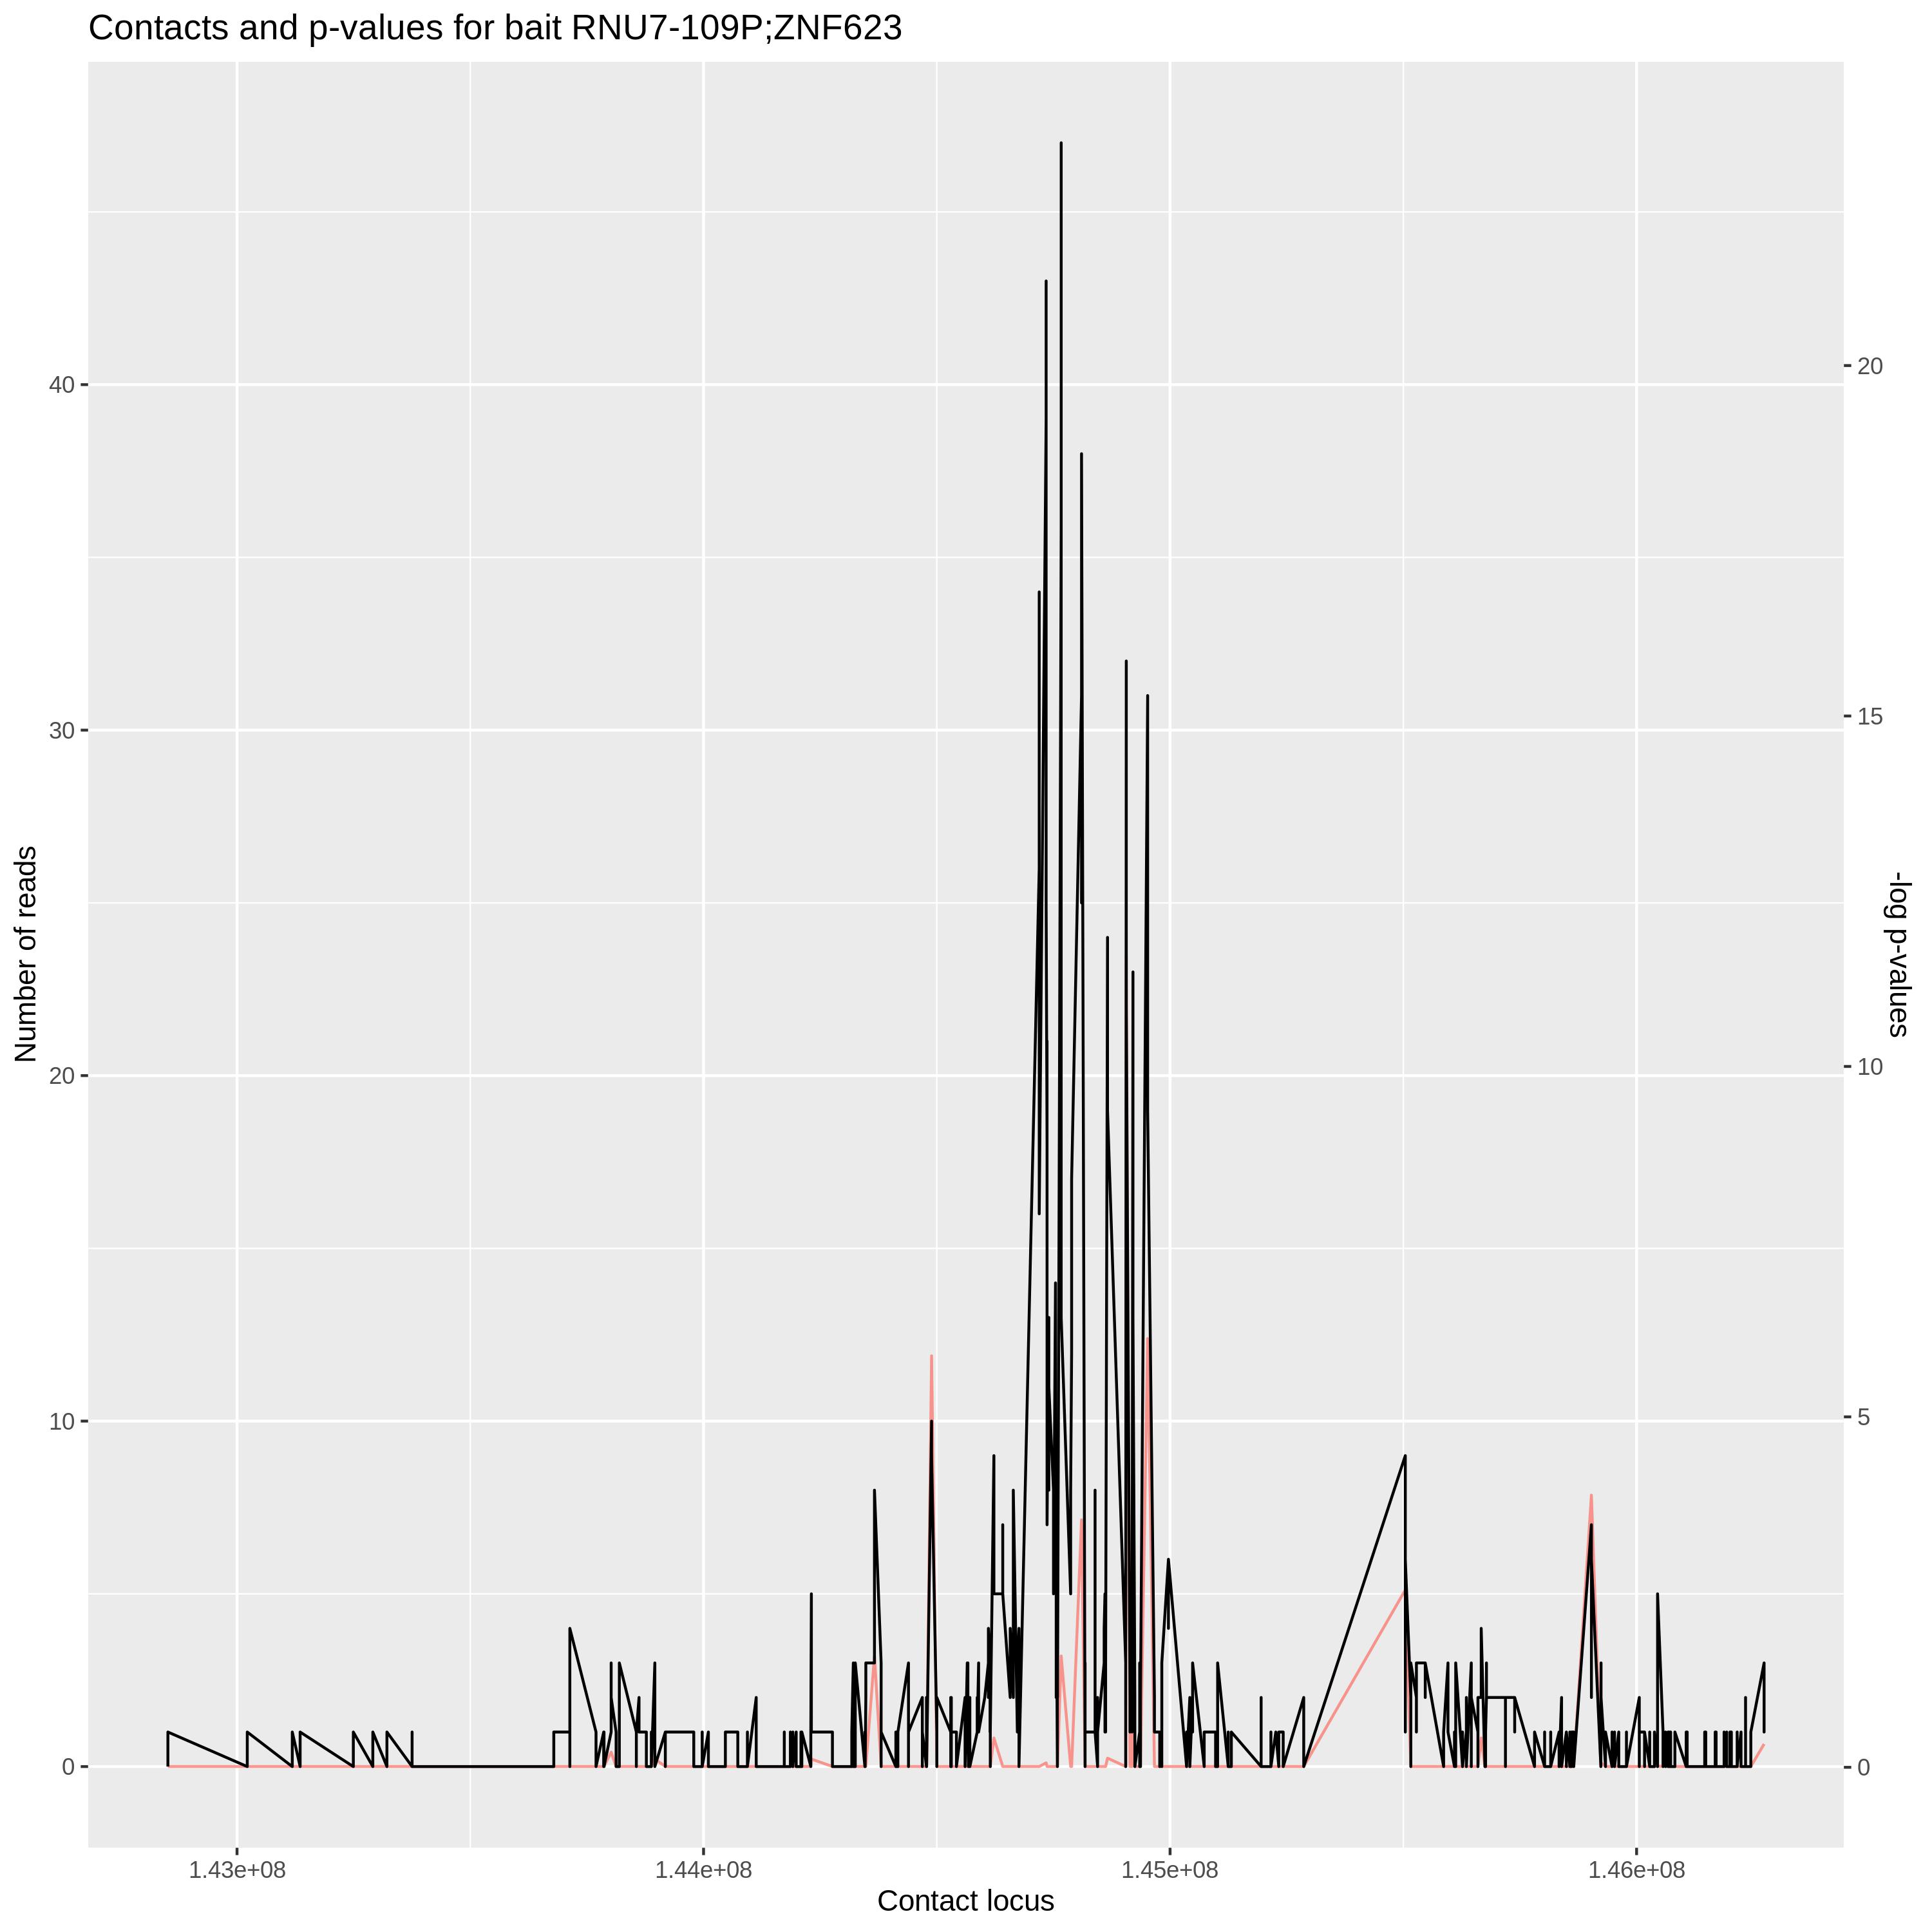 Contacts and p-values for bait RNU7-109P;ZNF623
Number of reads
40
30
20
10
0
20
15
10
5
0
-log p-values
1.43e+08 1.44e+08 1.45e+08 1.46e+08
Contact locus